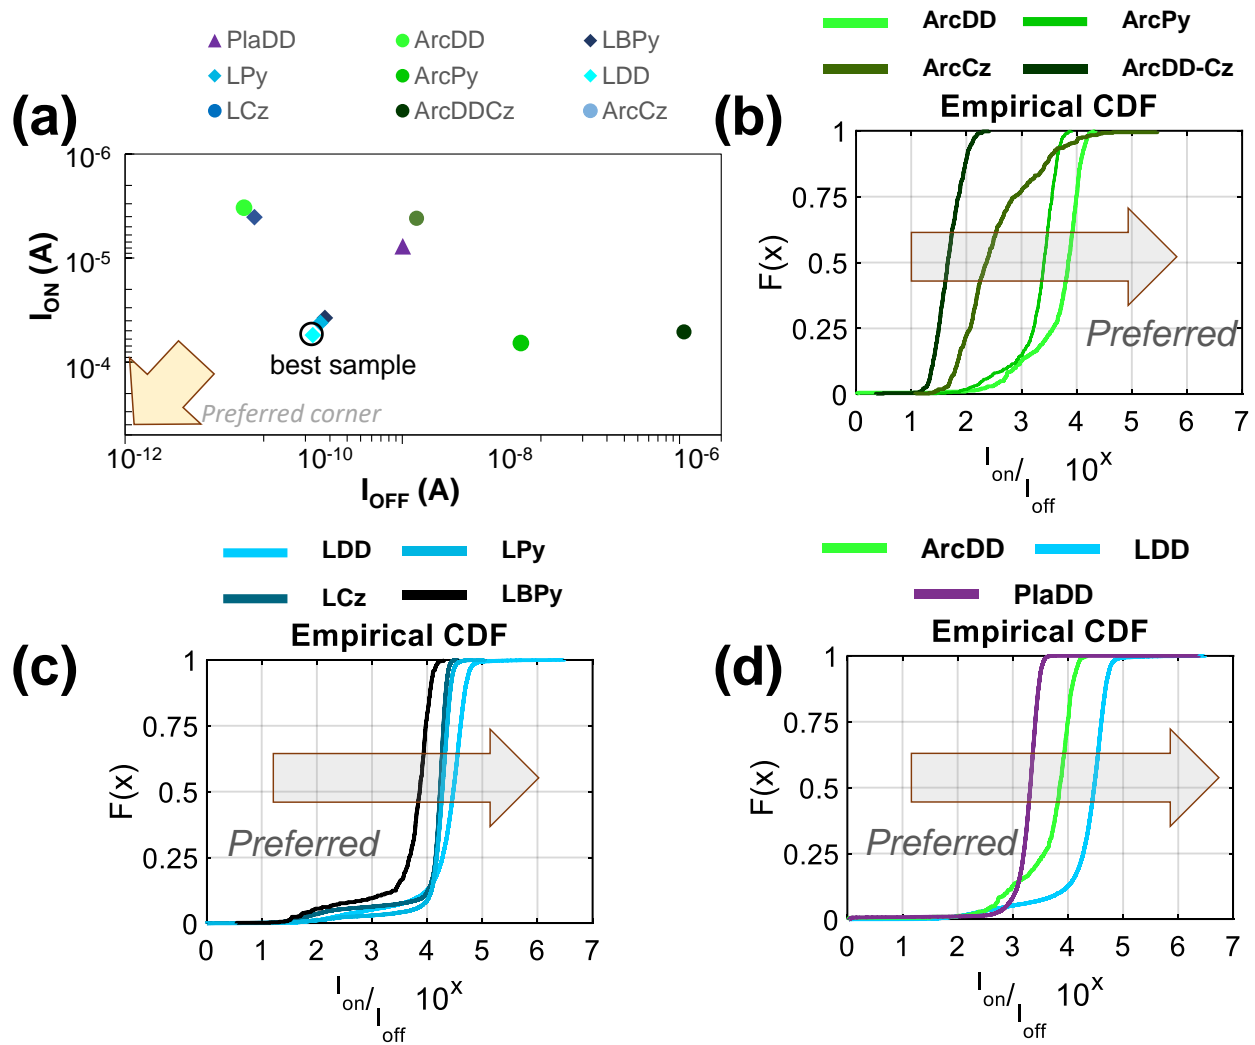 PlaDD ArcDD LBPy
LPy ArcPy LDD
LCz ArcDDCz ArcCz
(a)
10-6
10-5
10-4
ION (A)
best sample
Preferred corner
10-12 10-10 10-8 10-6
IOFF (A)
ArcDD ArcPy
ArcCz ArcDD-Cz
(b)
Empirical CDF
1
0.75
0.5
0.25
0
F(x)
Preferred
0 1 2 3 4 5 6 7
Ion/Ioff 10x
LDD LPy
LCz LBPy
(c)
Empirical CDF
1
0.75
0.5
0.25
0
F(x)
Preferred
0 1 2 3 4 5 6 7
Ion/Ioff 10x
ArcDD LDD
PlaDD
(d)
Empirical CDF
1
0.75
0.5
0.25
0
F(x)
Preferred
0 1 2 3 4 5 6 7
Ion/Ioff 10x